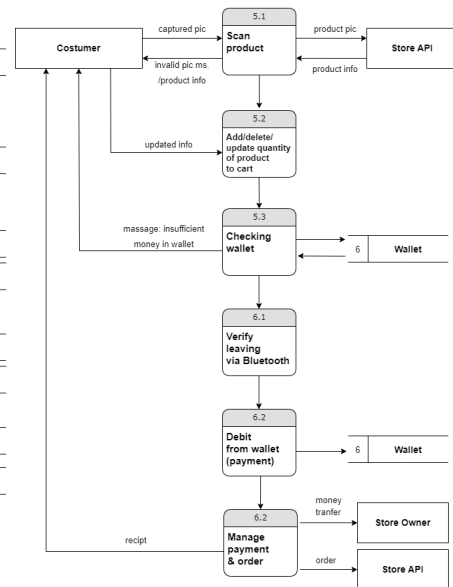 5.1
captured pic
product pic
Costumer
Scan
product
Store API
invalid pic ms.
/product info
product info
5.2
Add/delete/
update quantity
of product
to cart
updated info
5.3
massage: insufficient
money in wallet
Checking
wallet
6
Wallet
6.1
Verify
leaving
via Bluetooth
6.2
Debit
from wallet
(payment)
6
Wallet
6.2
money
tranfer
Store Owner
Manage
payment
& order
recipt
order
Store API